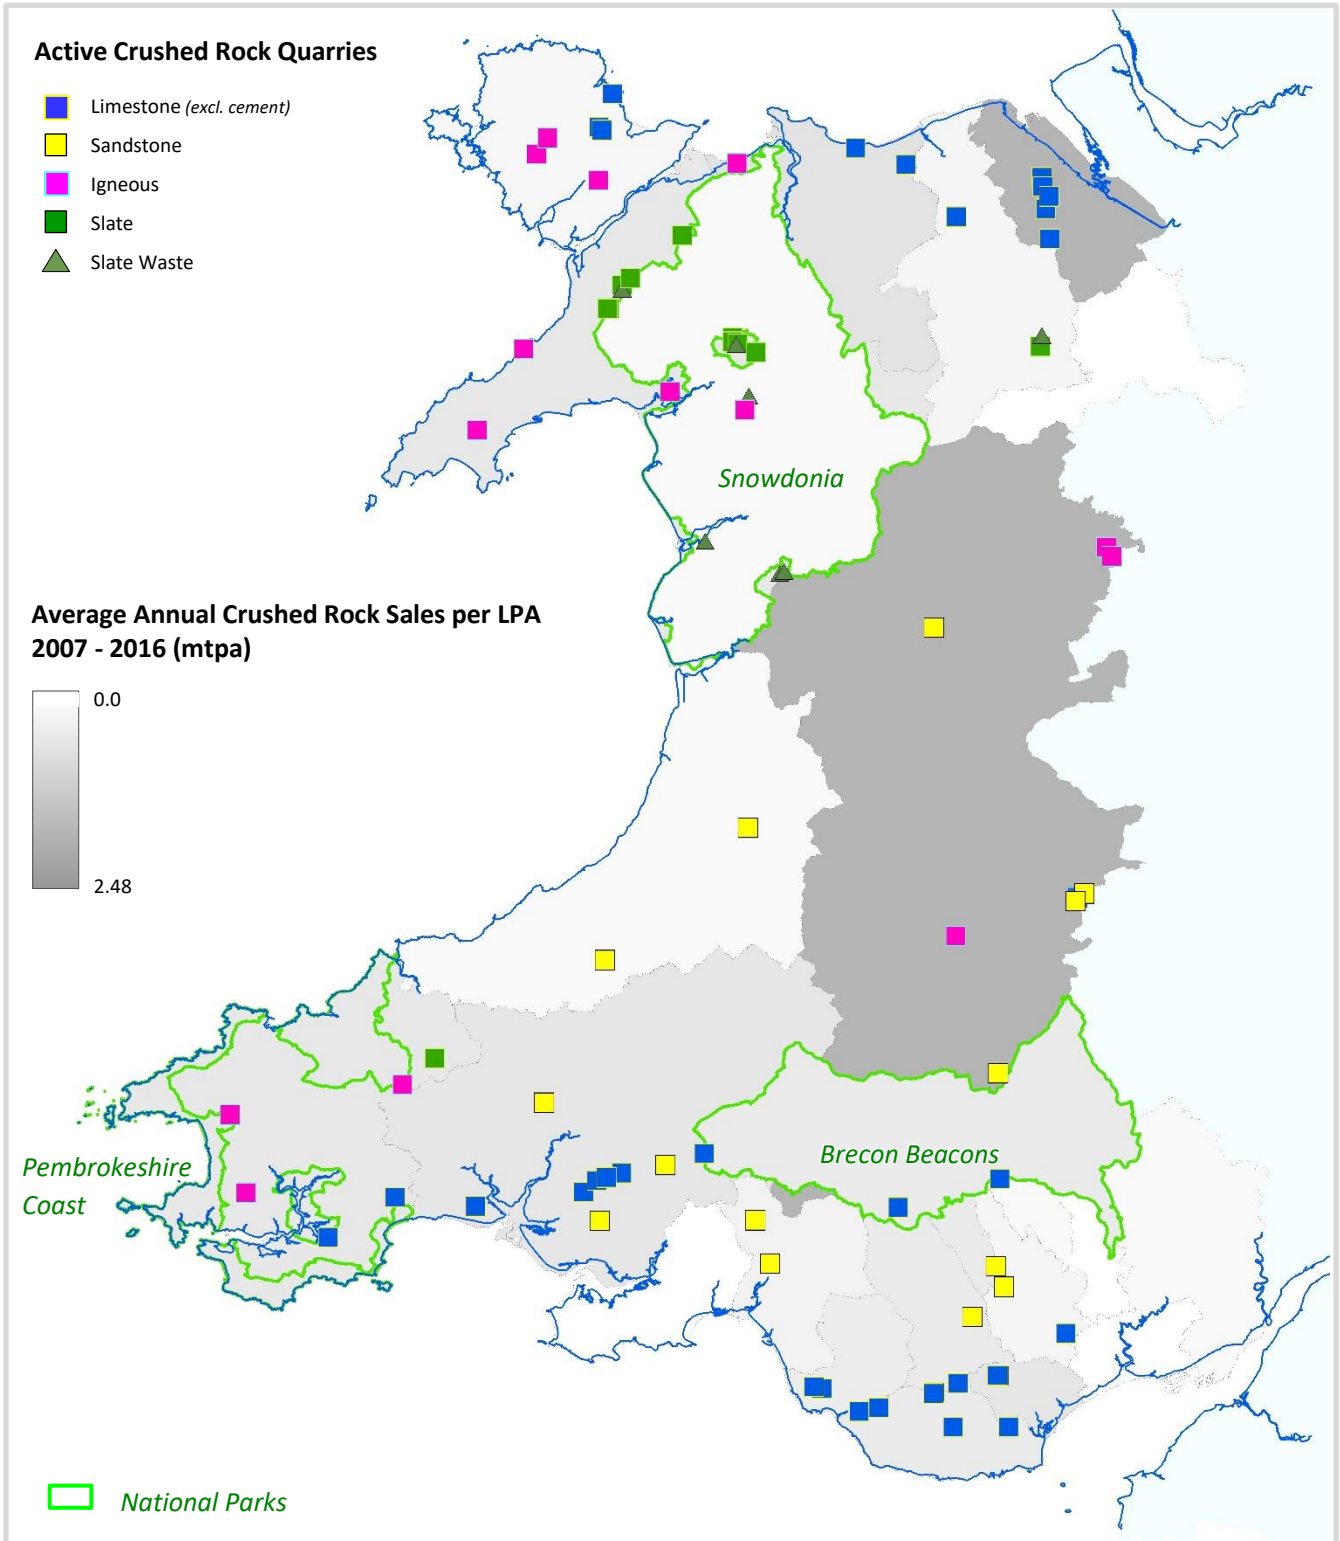 Active Crushed Rock Quarries
Limestone (excl. cement)
Sandstone
Igneous
Slate
Slate Waste
Snowdonia
Average Annual Crushed Rock Sales per LPA
2007 - 2016 (mtpa)
0.0
2.48
Pembrokeshire
Coast
Brecon Beacons
National Parks